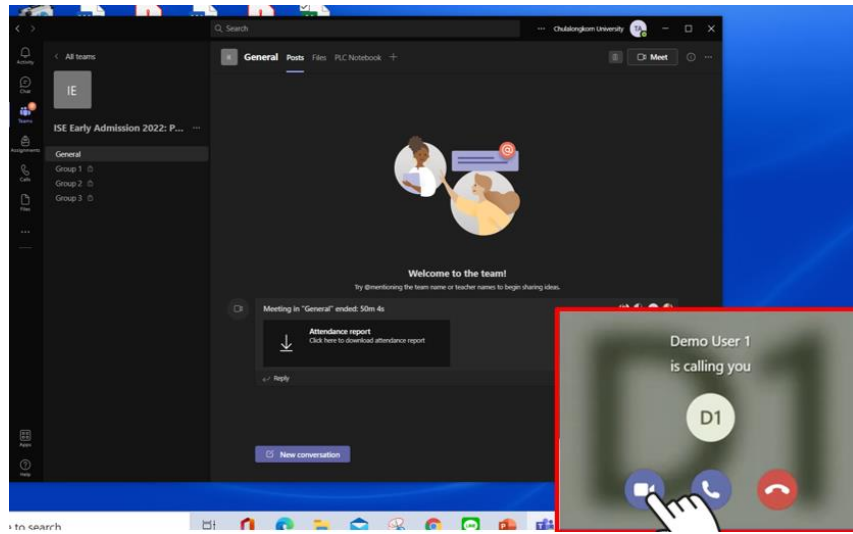 Search
Chulalongkorn University
TA
Activity
Chat
Teams
Assignments
Calls
Files
Apps
Help
All teams
IE
ISE Early Admission 2022: P...
General
Group 1
Group 2
Group 3
General Posts Files PLC Notebook
Meet
Welcome to the team!
Try @mentioning the team name or teacher names to begin sharing ideas.
Meeting in "General" ended: 50m 4s
Attendance report
Click here to download attendance report
Reply
New conversation
Demo User 1
is calling you
D1
to search